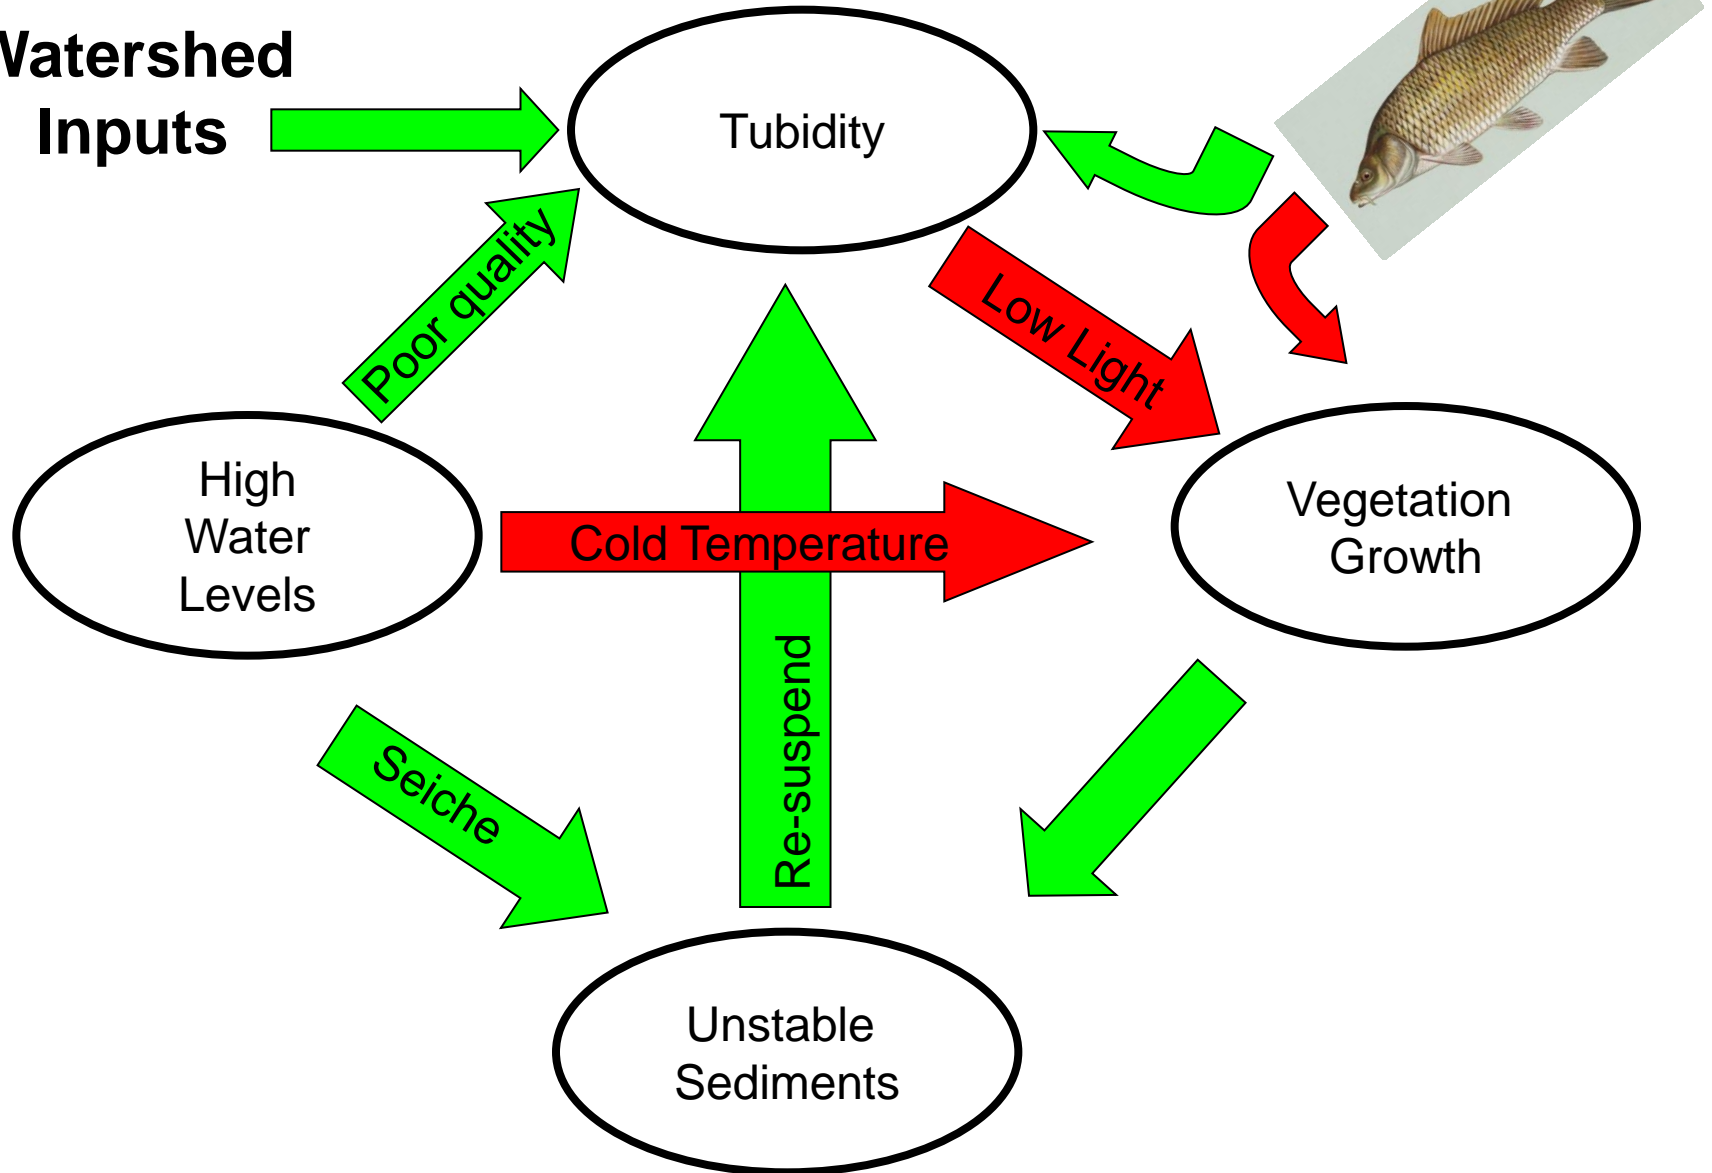 Watershed
Inputs
Tubidity
Poor quality
Low Light
High
Water
Levels
Cold Temperature
Vegetation
Growth
Re-suspend
Seiche
Unstable
Sediments